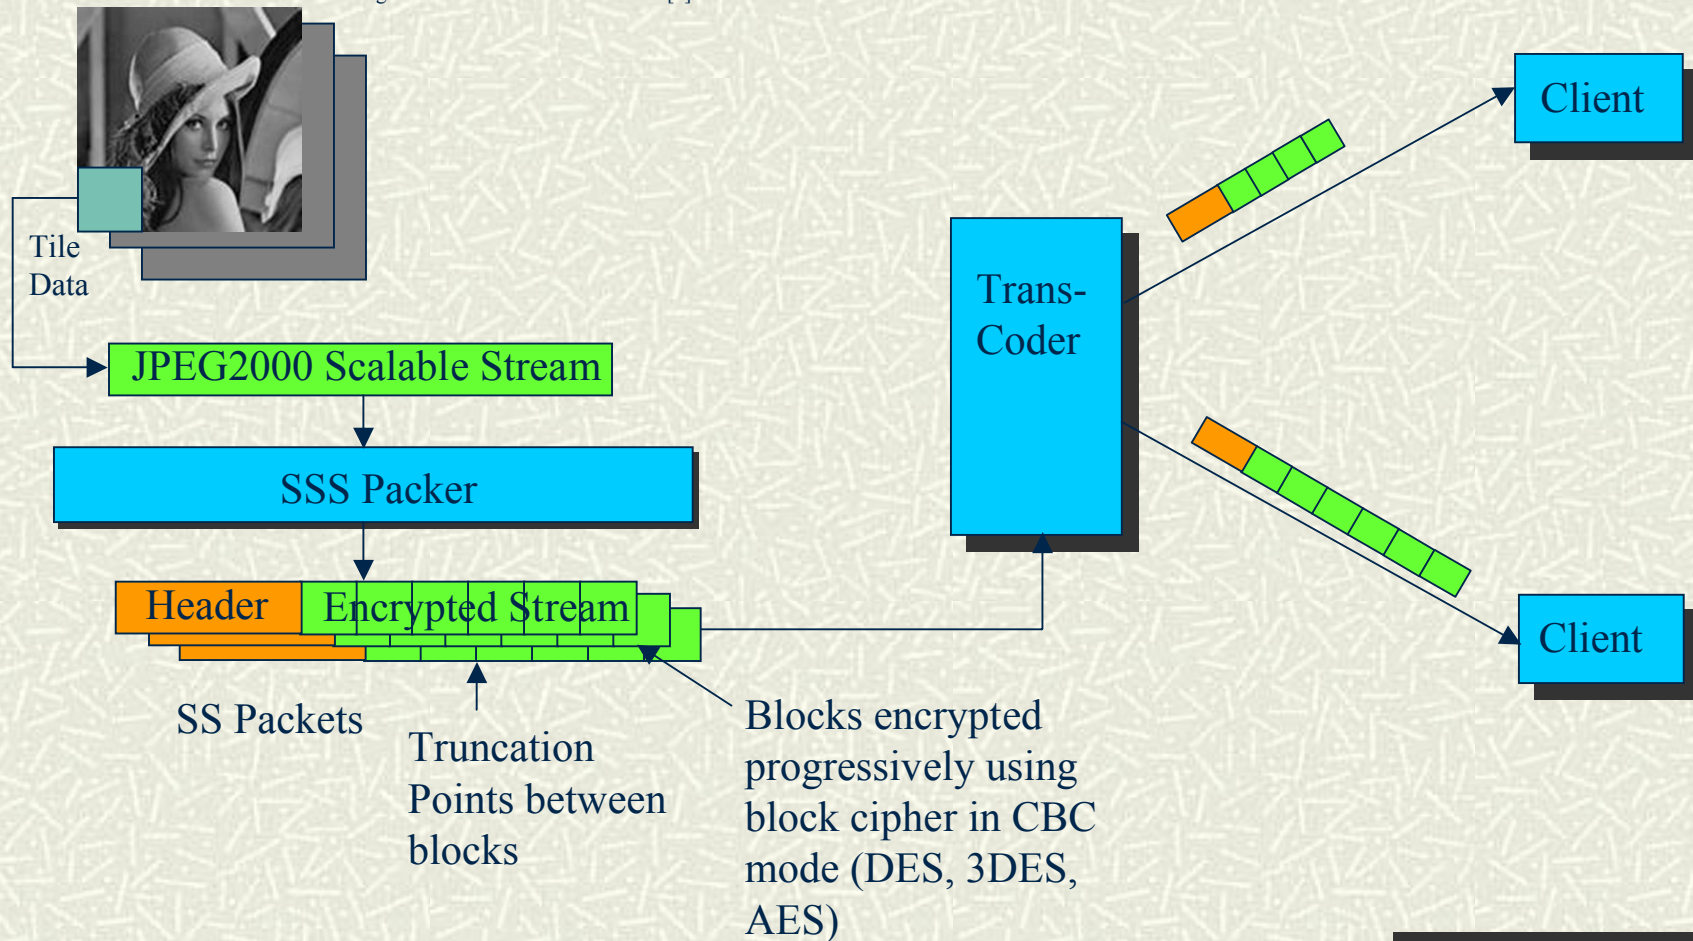 Tile
Data
JPEG2000 Scalable Stream
SSS Packer
Header
Encrypted Stream
SS Packets
Truncation
Points between
blocks
Blocks encrypted
progressively using
block cipher in CBC
mode (DES, 3DES,
AES)
Trans-
Coder
Client
Client